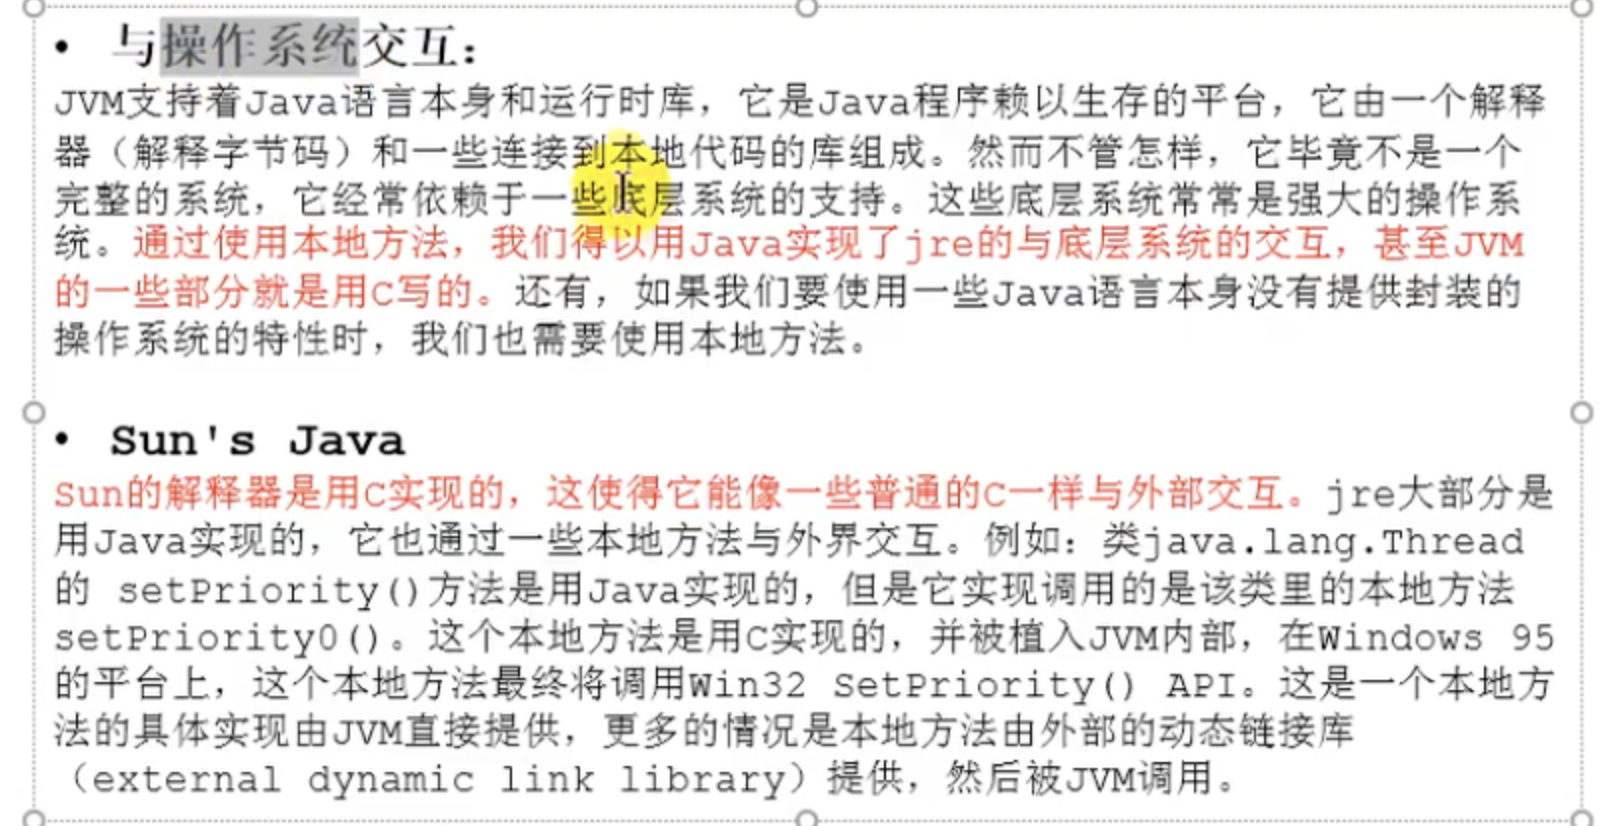 • 与操作系统交互:
JVM支持着Java语言本身和运行时库，它是Java程序赖以生存的平台，它由一个解释
器（解释字节码）和一些连接到本地代码的库组成。然而不管怎样，它毕竟不是一个
完整的系统，它经常依赖于一些底层系统的支持。这些底层系统常常是强大的操作系
统。通过使用本地方法，我们得以用Java实现了jre的与底层系统的交互，甚至JVM
的一些部分就是用C写的。还有，如果我们要使用一些Java语言本身没有提供封装的
操作系统的特性时，我们也需要使用本地方法。
• Sun's Java
Sun的解释器是用C实现的，这使得它能像一些普通的C一样与外部交互。jre大部分是
用Java实现的，它也通过一些本地方法与外界交互。例如：类java.lang.Thread
的 setPriority()方法是用Java实现的，但是它实现调用的是该类里的本地方法
setPriority0()。这个本地方法是用C实现的，并被植入JVM内部，在Windows 95
的平台上，这个本地方法最终将调用Win32 SetPriority() API。这是一个本地方
法的具体实现由JVM直接提供，更多的情况是本地方法由外部的动态链接库
（external dynamic link library）提供，然后被JVM调用。